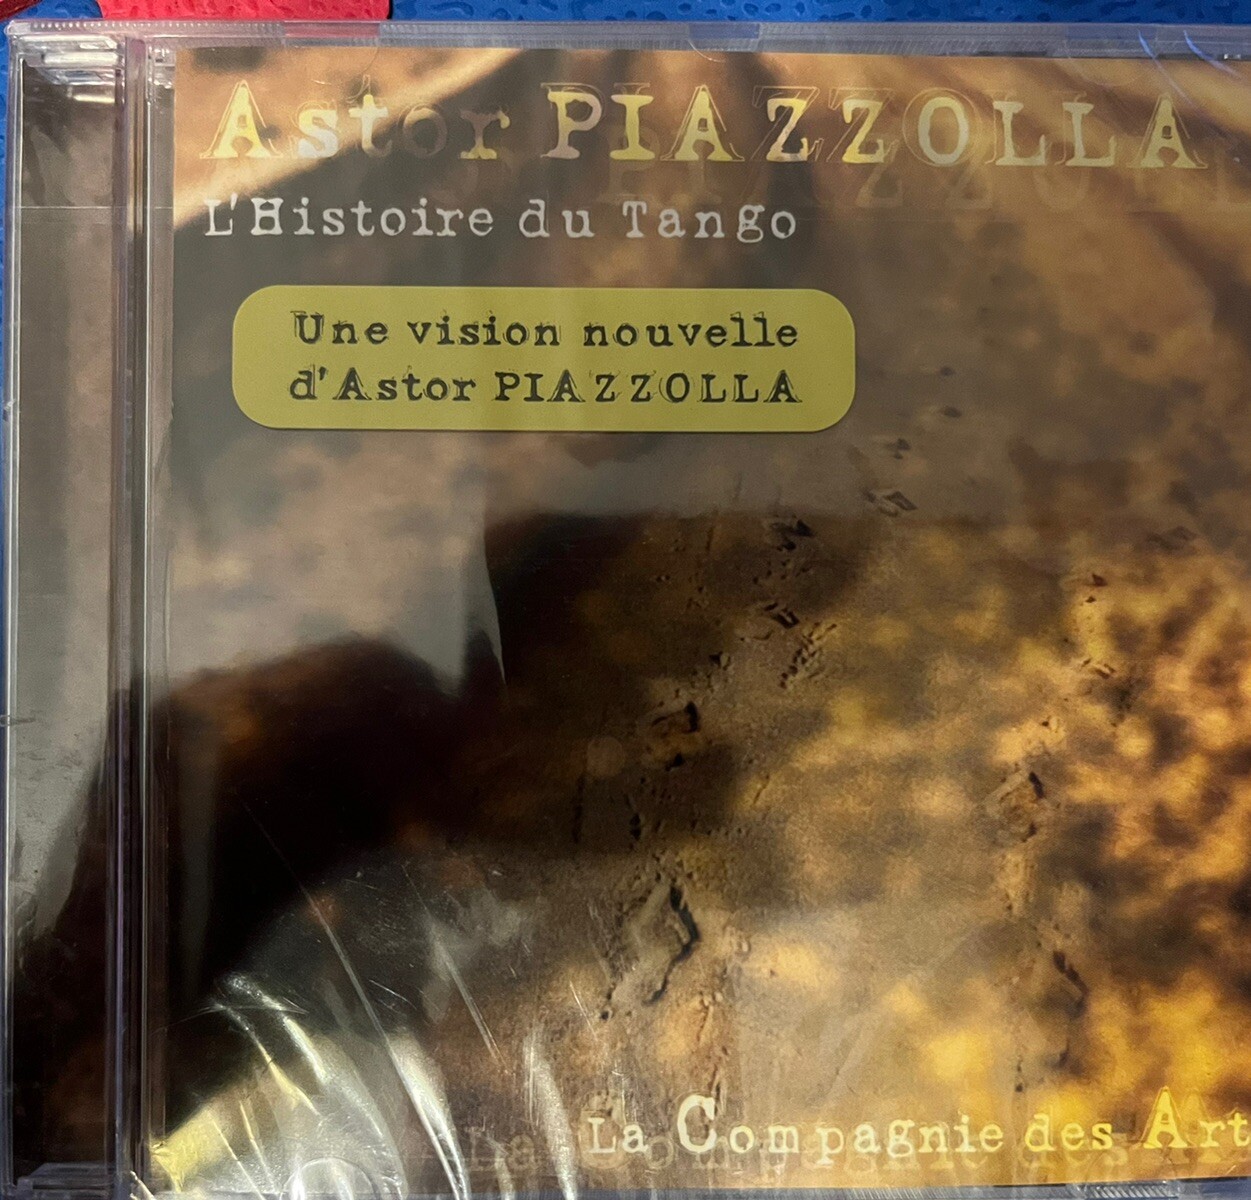 Astor PIAZZOLLA
L'Histoire du Tango
Une vision nouvelle
d'Astor PIAZZOLLA
La Compagnie des Art